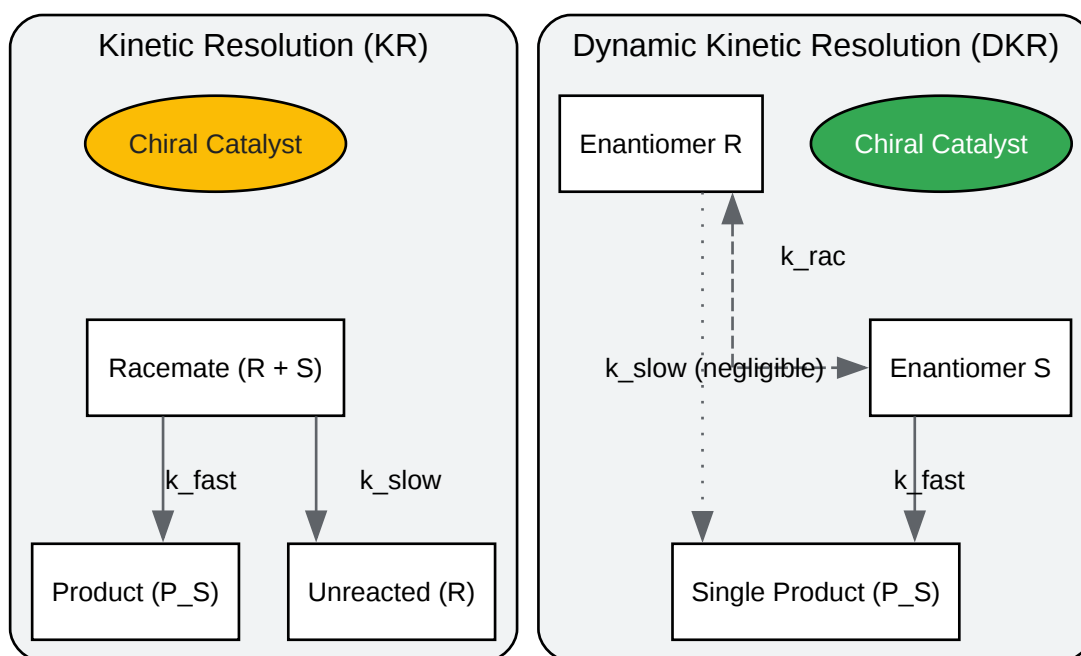 Kinetic Resolution (KR)
Chiral Catalyst
Racemate (R + S)
k_fast
k_slow
Product (P_S)
Unreacted (R)
Dynamic Kinetic Resolution (DKR)
Enantiomer R
Chiral Catalyst
k_rac
k_slow (negligible)
Enantiomer S
k_fast
Single Product (P_S)